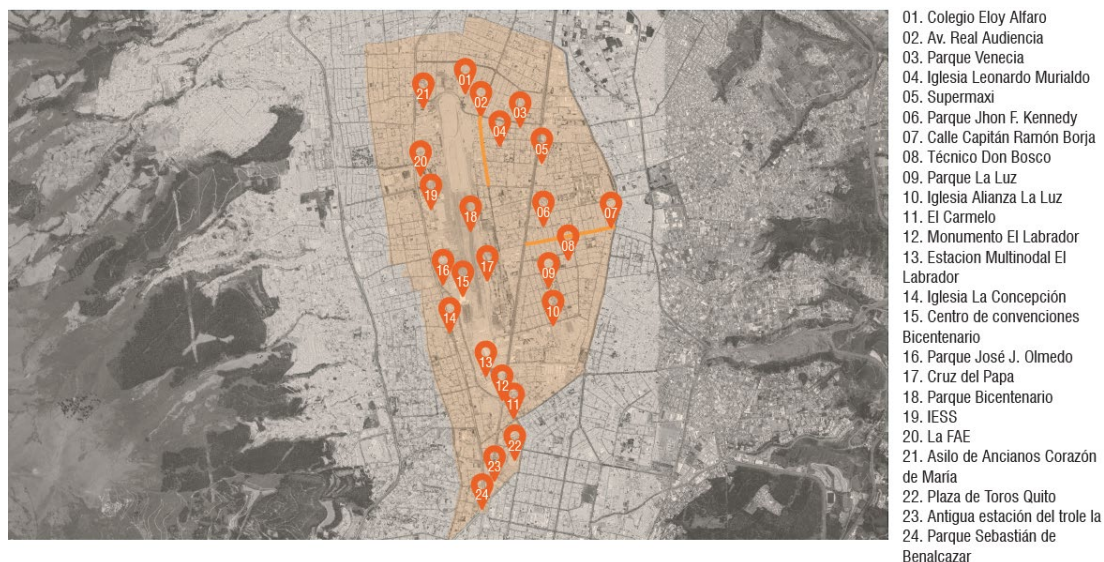 01
21
02
03
04
05
20
19
18
06
07
08
16
15
17
09
14
10
13
12
11
22
23
24
01. Colegio Eloy Alfaro
02. Av. Real Audiencia
03. Parque Venecia
04. Iglesia Leonardo Murialdo
05. Supermaxi
06. Parque Jhon F. Kennedy
07. Calle Capitán Ramón Borja
08. Técnico Don Bosco
09. Parque La Luz
10. Iglesia Alianza La Luz
11. El Carmelo
12. Monumento El Labrador
13. Estacion Multinodal El
Labrador
14. Iglesia La Concepción
15. Centro de convenciones
Bicentenario
16. Parque José J. Olmedo
17. Cruz del Papa
18. Parque Bicentenario
19. IESS
20. La FAE
21. Asilo de Ancianos Corazón
de María
22. Plaza de Toros Quito
23. Antigua estación del trole la
24. Parque Sebastián de
Benalcazar